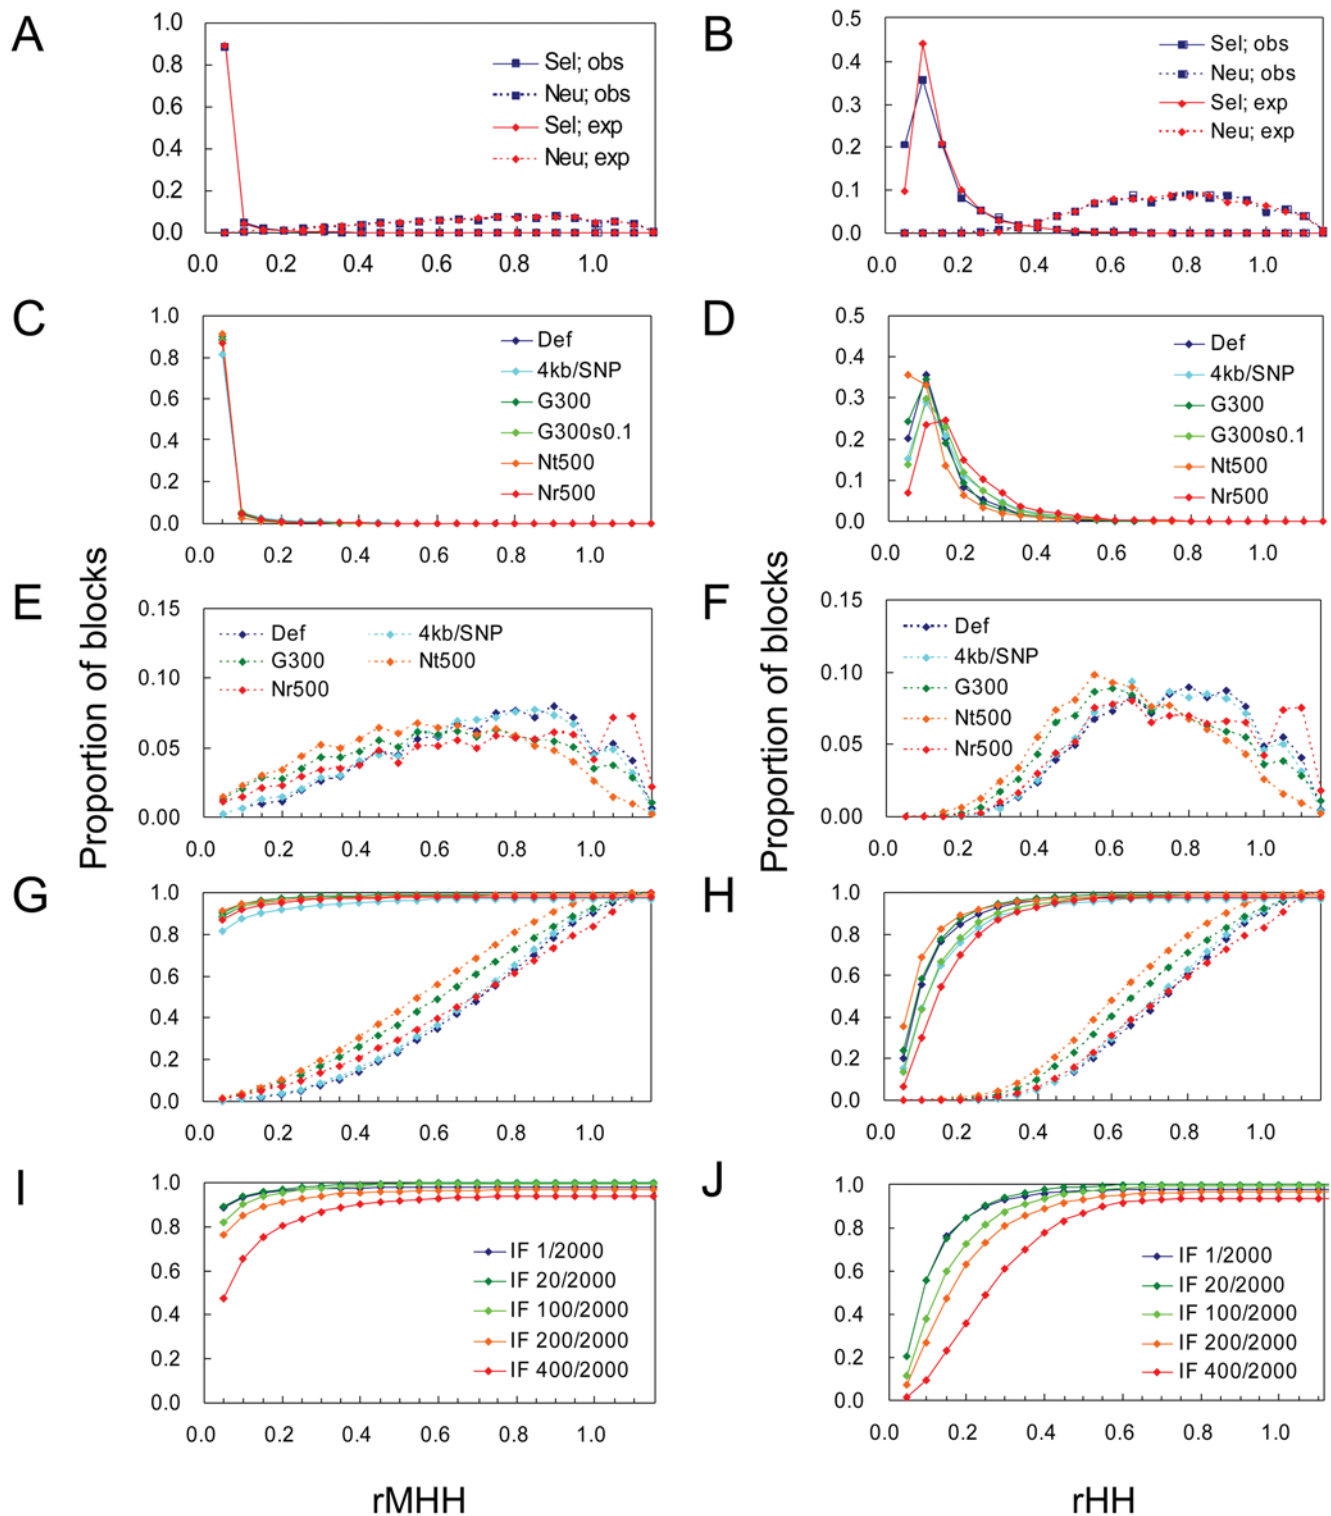 A
1.0
0.8
0.6
0.4
0.2
0.0
Sel; obs
Neu; obs
Sel; exp
Neu; exp
0.0 0.2 0.4 0.6 0.8 1.0
B
0.5
0.4
0.3
0.2
0.1
0.0
Sel; obs
Neu; obs
Sel; exp
Neu; exp
0.0 0.2 0.4 0.6 0.8 1.0
C
1.0
0.8
0.6
0.4
0.2
0.0
Def
4kb/SNP
G300
G300s0.1
Nt500
Nr500
0.0 0.2 0.4 0.6 0.8 1.0
D
0.5
0.4
0.3
0.2
0.1
0.0
Def
4kb/SNP
G300
G300s0.1
Nt500
Nr500
0.0 0.2 0.4 0.6 0.8 1.0
Proportion of blocks
E
0.15
0.10
0.05
0.00
Def 4kb/SNP
G300 Nt500
Nr500
0.0 0.2 0.4 0.6 0.8 1.0
Proportion of blocks
F
0.15
0.10
0.05
0.00
Def
4kb/SNP
G300
Nt500
Nr500
0.0 0.2 0.4 0.6 0.8 1.0
G
1.0
0.8
0.6
0.4
0.2
0.0
0.0 0.2 0.4 0.6 0.8 1.0
H
1.0
0.8
0.6
0.4
0.2
0.0
0.0 0.2 0.4 0.6 0.8 1.0
I
1.0
0.8
0.6
0.4
0.2
0.0
IF 1/2000
IF 20/2000
IF 100/2000
IF 200/2000
IF 400/2000
0.0 0.2 0.4 0.6 0.8 1.0
rMHH
J
1.0
0.8
0.6
0.4
0.2
0.0
IF 1/2000
IF 20/2000
IF 100/2000
IF 200/2000
IF 400/2000
0.0 0.2 0.4 0.6 0.8 1.0
rHH